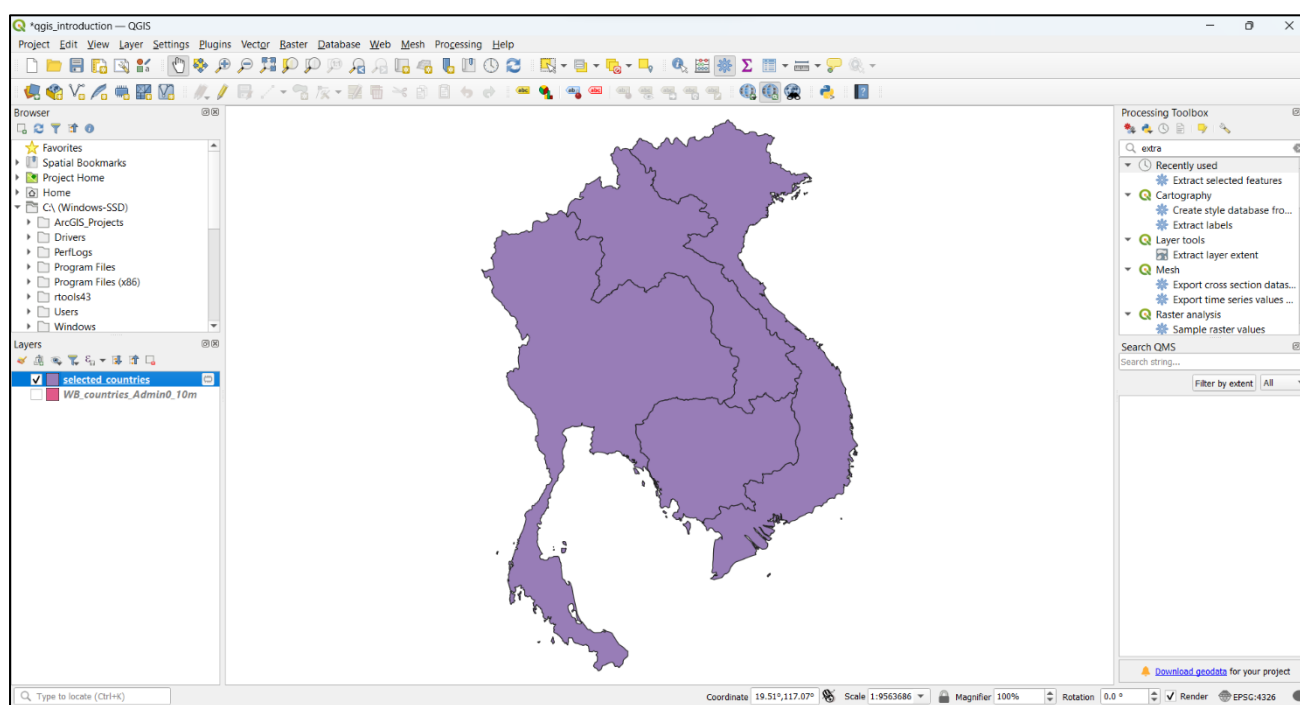 *qgis_introduction — QGIS
Project Edit View Layer Settings Plugins Vector Raster Database Web Mesh Processing Help
Browser
Favorites
Spatial Bookmarks
Project Home
Home
C:\ (Windows-SSD)
ArcGIS_Projects
Drivers
PerfLogs
Program Files
Program Files (x86)
rtools43
Users
Windows
Layers
selected_countries
WB_countries_Admin0_10m
Processing Toolbox
extra
Recently used
Extract selected features
Cartography
Create style database fro...
Extract labels
Layer tools
Extract layer extent
Mesh
Export cross section datas...
Export time series values ...
Raster analysis
Sample raster values
Search QMS
Search string...
Filter by extent All
Download geodata for your project
Type to locate (Ctrl+K) Coordinate 19.51°,117.07° Scale 1:9563686 Magnifier 100% Rotation 0.0 ° Render EPSG:4326